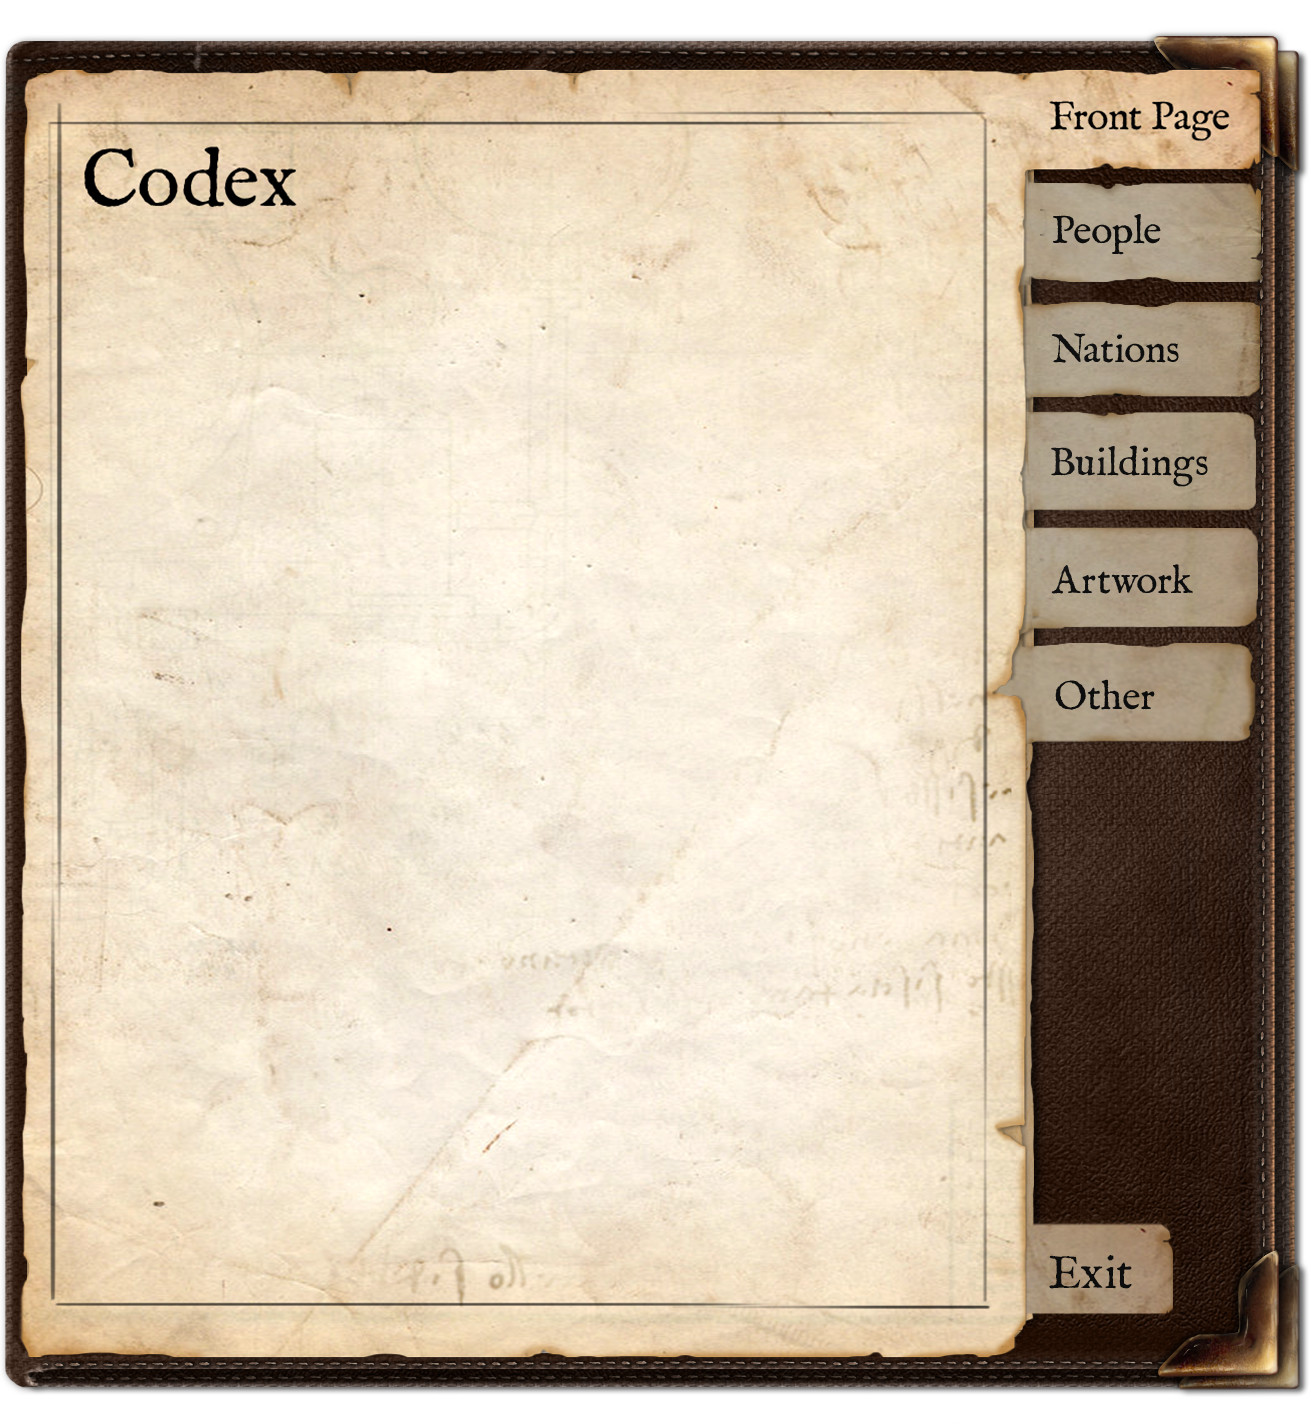 Codex
Front Page
People
Nations
Buildings
Artwork
Other
Exit